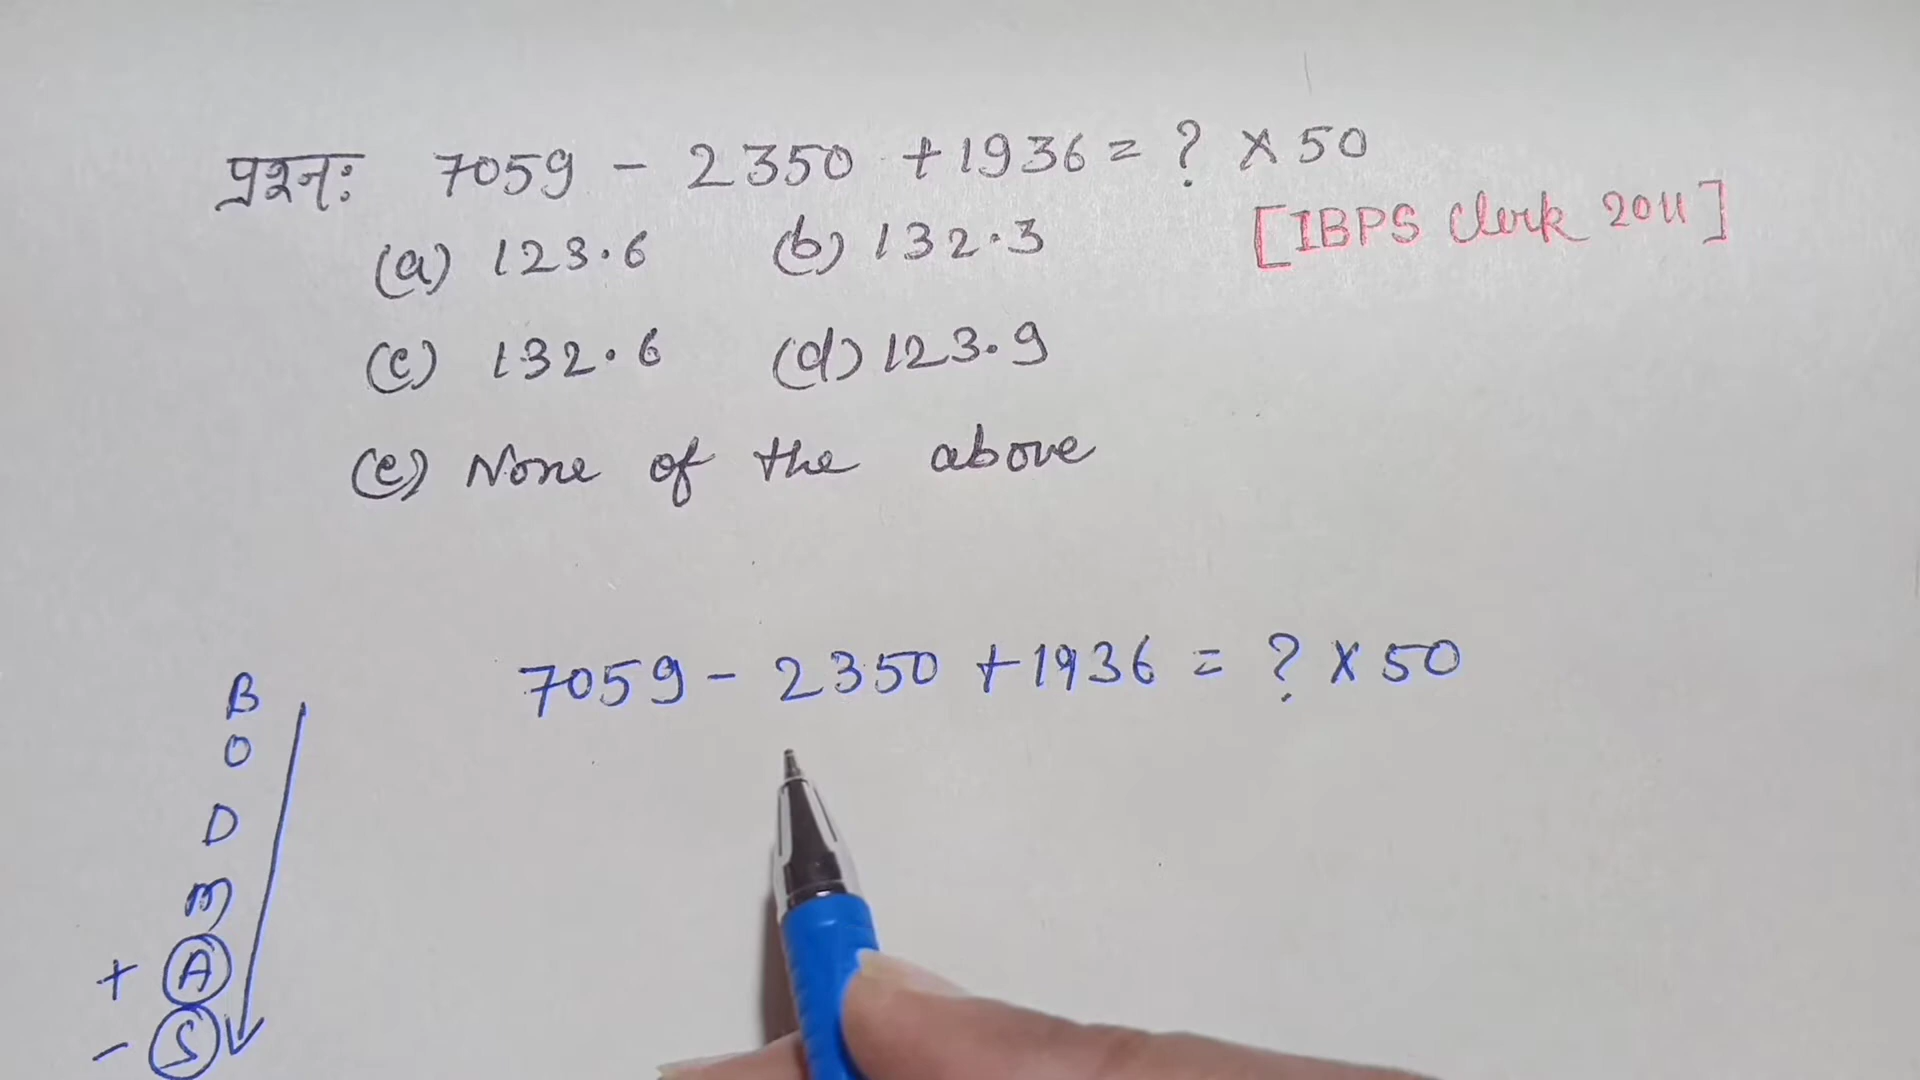 प्रश्न: 7059 - 2350 + 1936 = ? × 50
[IBPS Clerk 2011]
(a) 123.6 (b) 132.3
(c) 132.6 (d) 123.9
(e) None of the above
7059 - 2350 + 1936 = ? × 50
B
O
D
M
+ A
- S